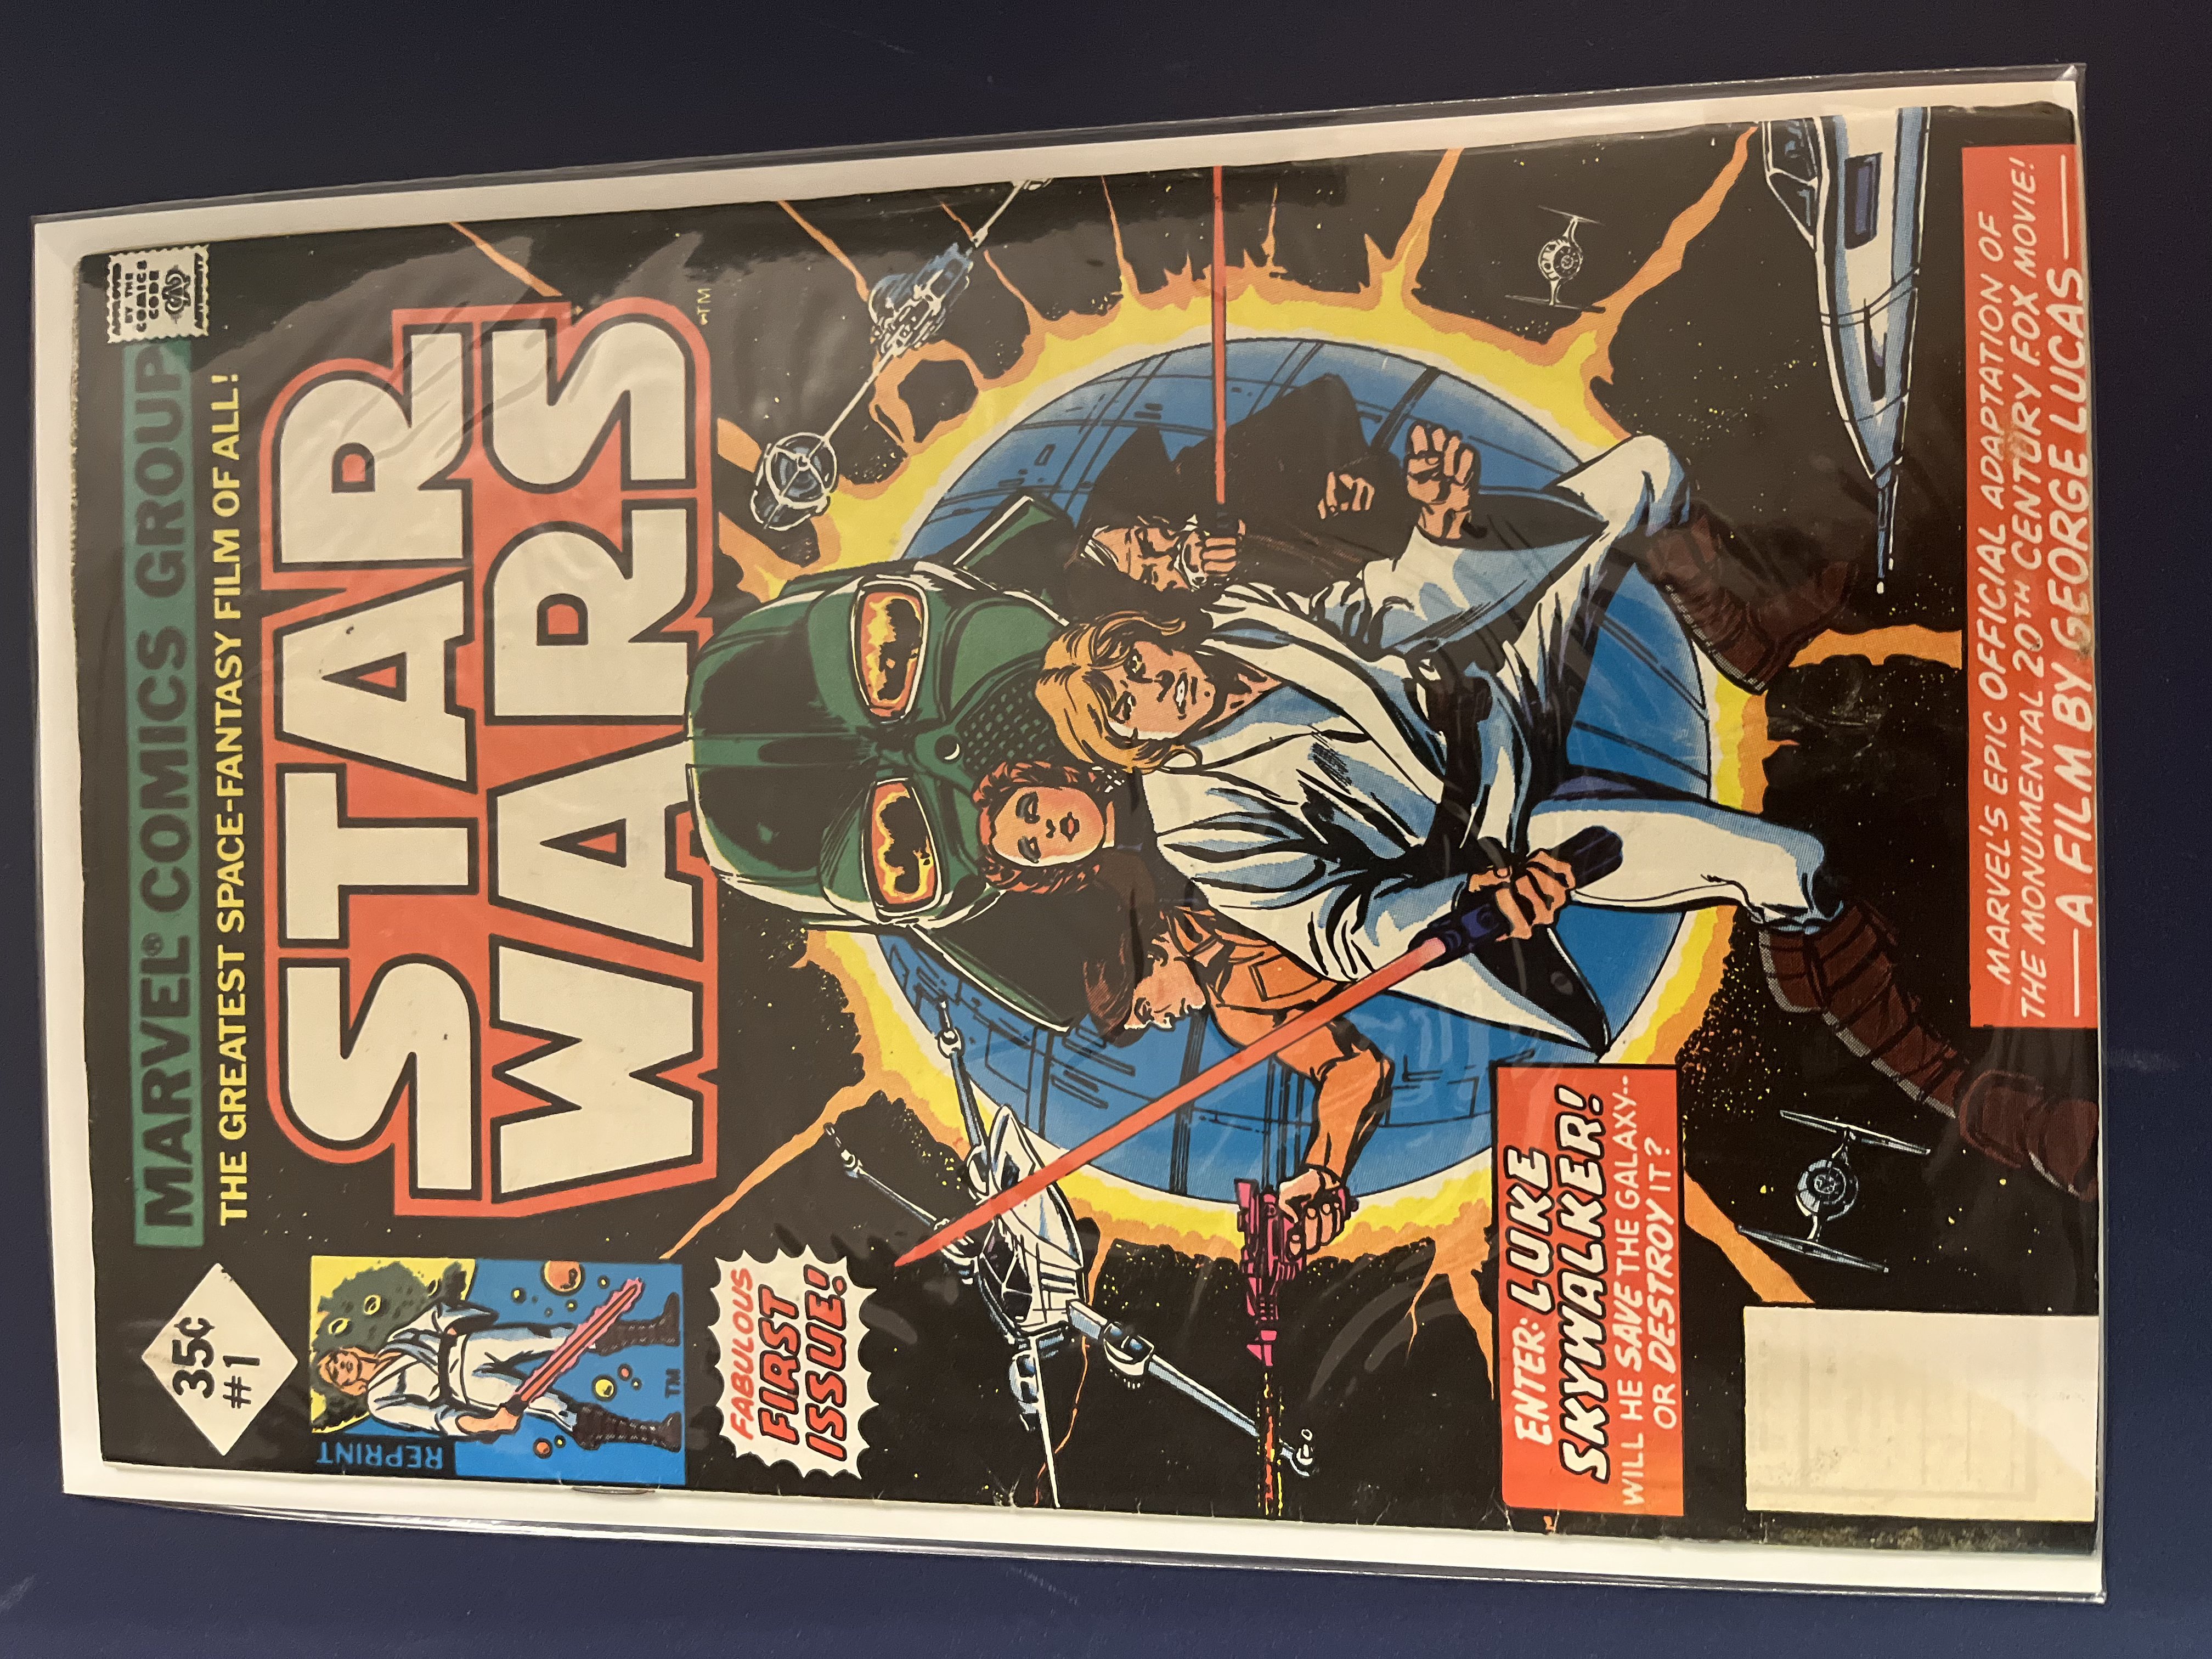 MARVEL® COMICS GROUP
APPROVED
BY THE
COMICS
CODE
AUTHORITY
35¢
#1
THE GREATEST SPACE-FANTASY FILM OF ALL!
STAR
WARS
TM
REPRINT
TM
FABULOUS
FIRST
ISSUE!
ENTER: LUKE
SKYWALKER!
WILL HE SAVE THE GALAXY--
OR DESTROY IT?
MARVEL'S EPIC OFFICIAL ADAPTATION OF
THE MONUMENTAL 20TH CENTURY FOX MOVIE!
A FILM BY GEORGE LUCAS